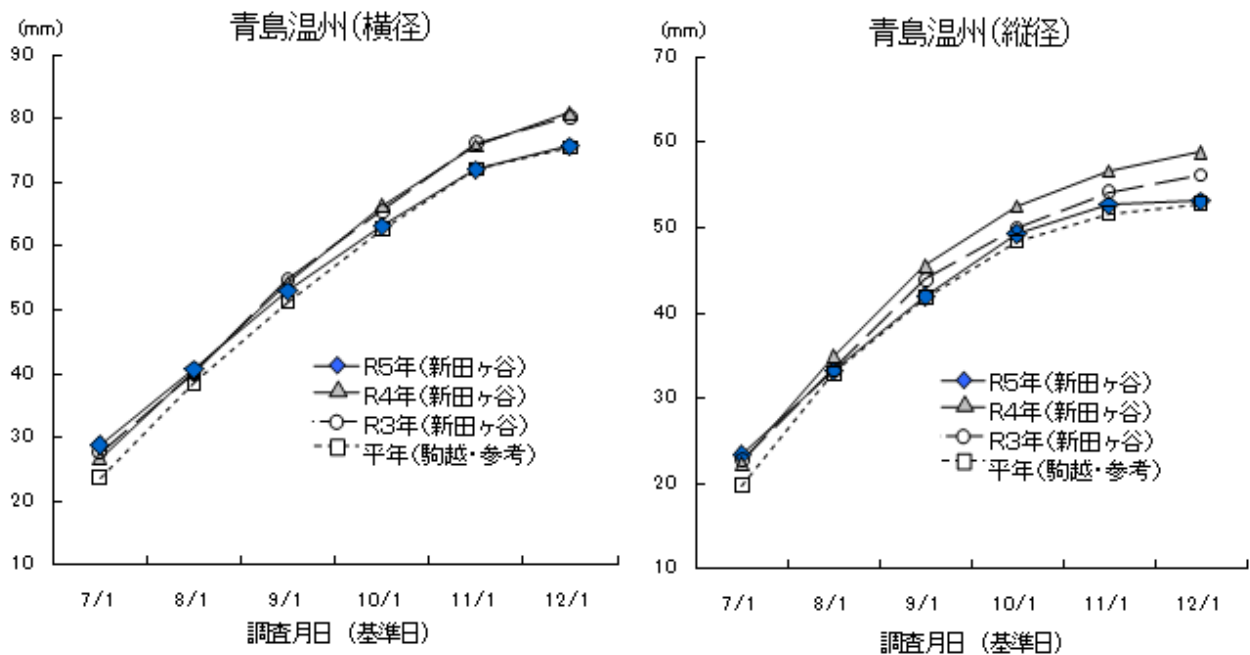 青島温州(横径)
(mm)
90
80
70
60
50
40
30
20
10
R5年(新田ヶ谷)
R4年(新田ヶ谷)
R3年(新田ヶ谷)
平年(駒越・参考)
7/1 8/1 9/1 10/1 11/1 12/1
調査月日 (基準日)
青島温州(縦径)
(mm)
70
60
50
40
30
20
10
R5年(新田ヶ谷)
R4年(新田ヶ谷)
R3年(新田ヶ谷)
平年(駒越・参考)
7/1 8/1 9/1 10/1 11/1 12/1
調査月日 (基準日)